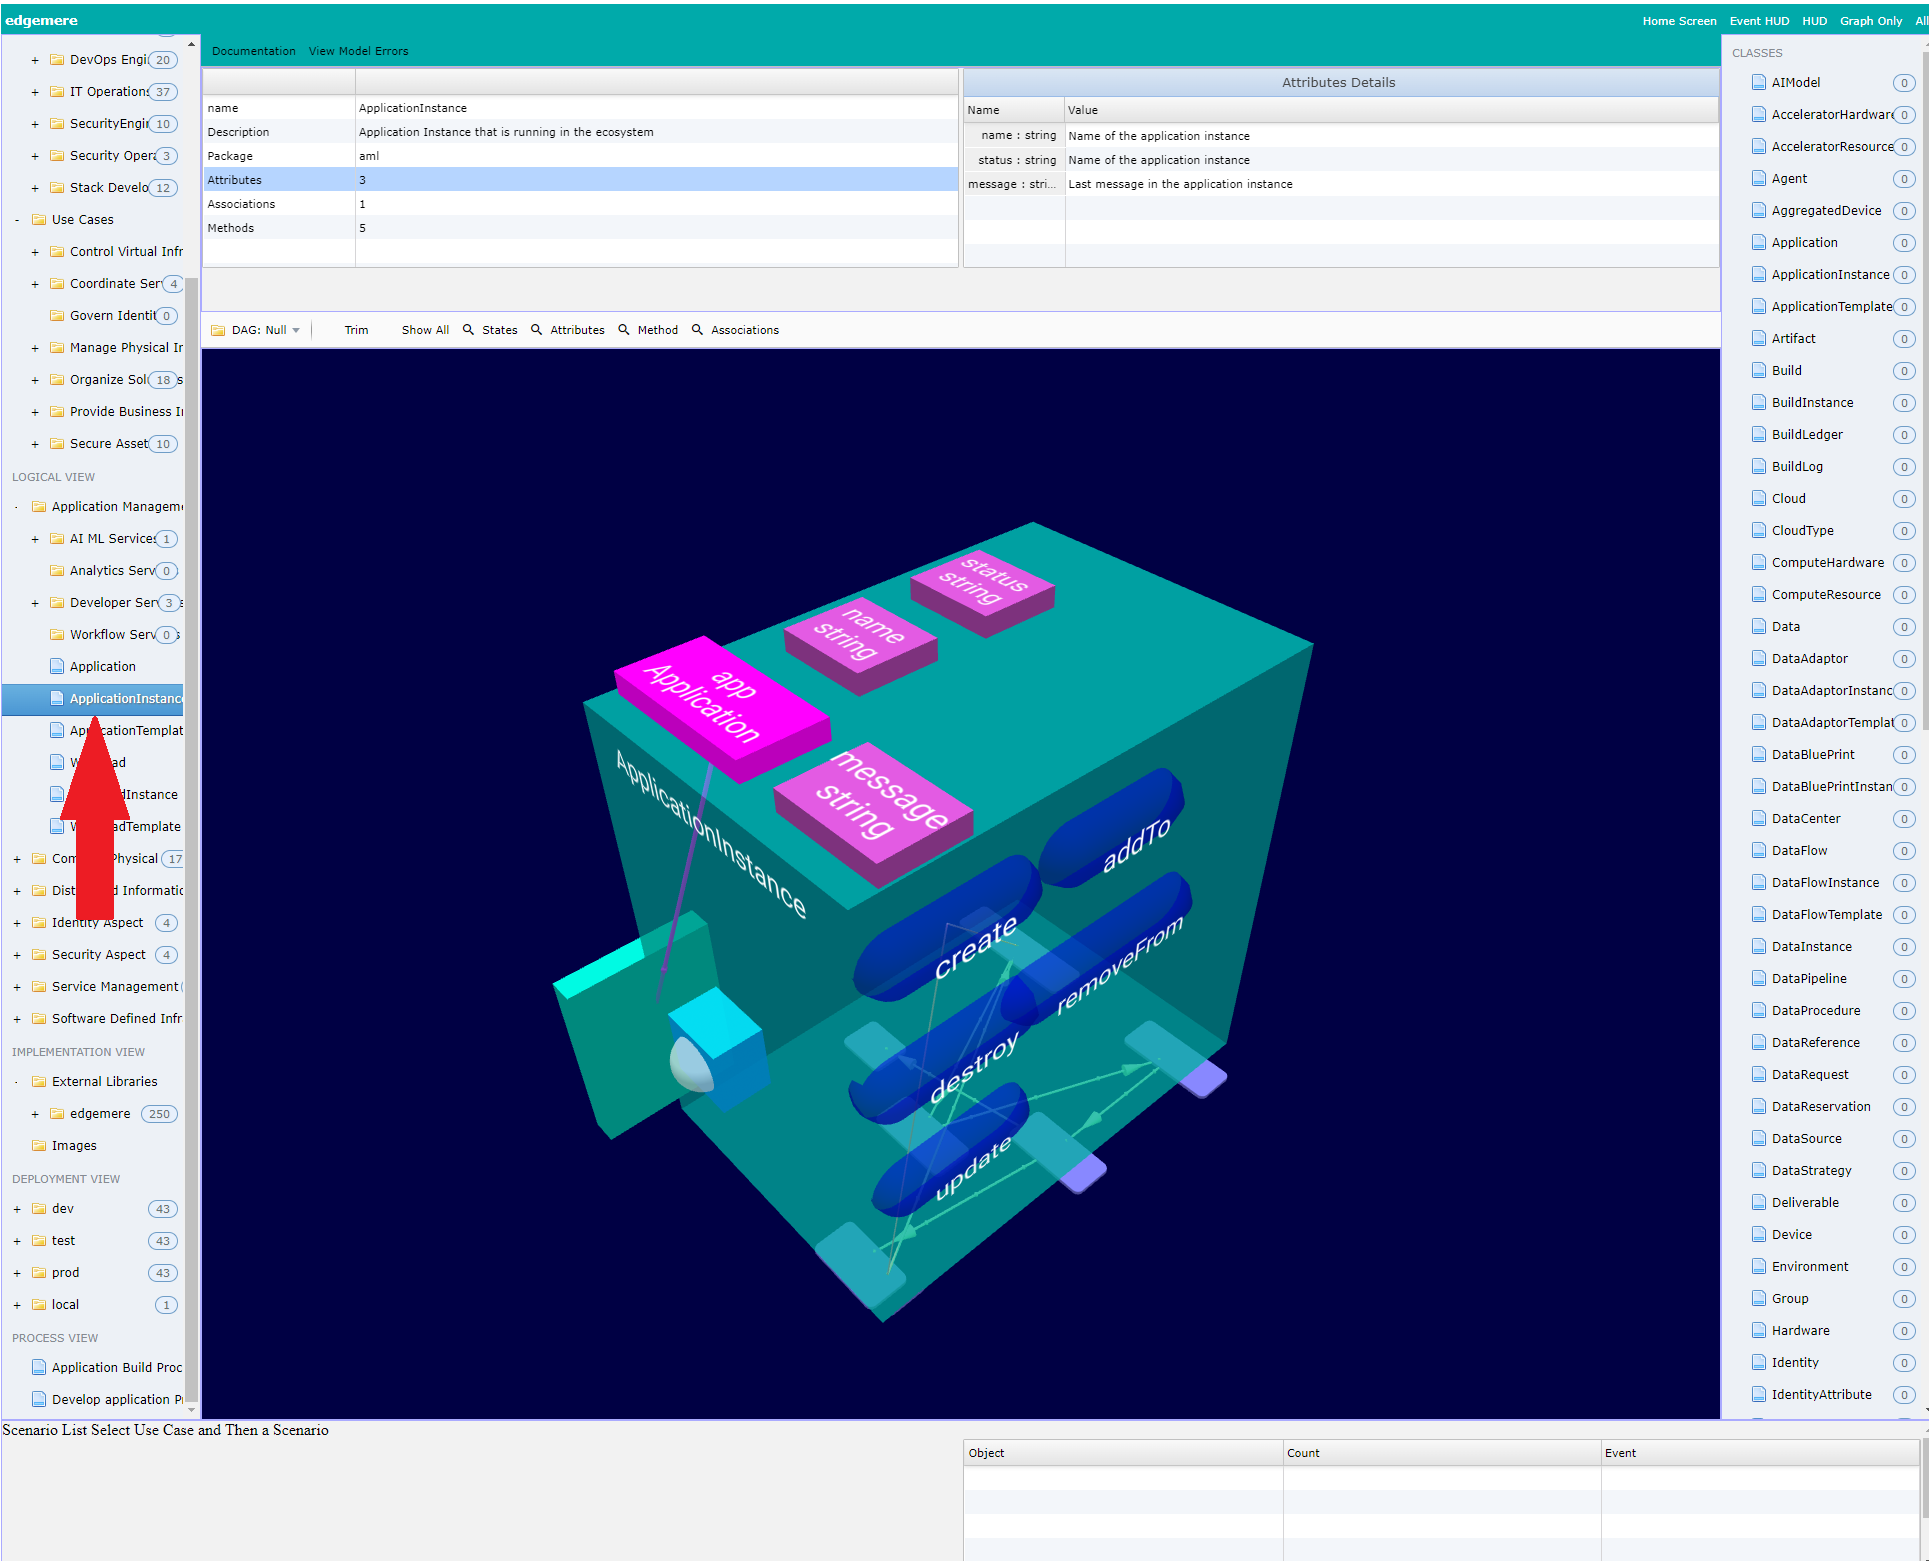 edgemere
Home Screen Event HUD HUD Graph Only All
+ DevOps Engi 20
+ IT Operations 37
+ SecurityEngir 10
+ Security Opera 3
+ Stack Develo 12
- Use Cases
+ Control Virtual Infr
+ Coordinate Ser 4
Govern Identit 0
+ Manage Physical Ir
+ Organize Sol 18 s
+ Provide Business I
+ Secure Asset 10
LOGICAL VIEW
Application Managem
+ AI ML Services 1
Analytics Serv 0
+ Developer Serv 3
Workflow Serv 0 s
Application
ApplicationInstance
ApplicationTemplat
dInstance
adTemplate
+ Physical 17
+ Informatic
+ Identity Aspect 4
+ Security Aspect 4
+ Service Management
+ Software Defined Infr
IMPLEMENTATION VIEW
External Libraries
+ edgemere 250
Images
DEPLOYMENT VIEW
+ dev 43
+ test 43
+ prod 43
+ local 1
PROCESS VIEW
Application Build Proc
Develop application P
Documentation View Model Errors
name ApplicationInstance
Description Application Instance that is running in the ecosystem
Package aml
Attributes 3
Associations 1
Methods 5
Attributes Details
Name Value
name : string Name of the application instance
status : string Name of the application instance
message : stri... Last message in the application instance
DAG: Null Trim Show All States Attributes Method Associations
status
string
name
string
app
Application
message
string
ApplicationInstance
addTo
create
removeFrom
destroy
update
CLASSES
AIModel 0
AcceleratorHardware 0
AcceleratorResource 0
Agent 0
AggregatedDevice 0
Application 0
ApplicationInstance 0
ApplicationTemplate 0
Artifact 0
Build 0
BuildInstance 0
BuildLedger 0
BuildLog 0
Cloud 0
CloudType 0
ComputeHardware 0
ComputeResource 0
Data 0
DataAdaptor 0
DataAdaptorInstanc 0
DataAdaptorTemplat 0
DataBluePrint 0
DataBluePrintInstan 0
DataCenter 0
DataFlow 0
DataFlowInstance 0
DataFlowTemplate 0
DataInstance 0
DataPipeline 0
DataProcedure 0
DataReference 0
DataRequest 0
DataReservation 0
DataSource 0
DataStrategy 0
Deliverable 0
Device 0
Environment 0
Group 0
Hardware 0
Identity 0
IdentityAttribute 0
Scenario List Select Use Case and Then a Scenario
Object Count Event